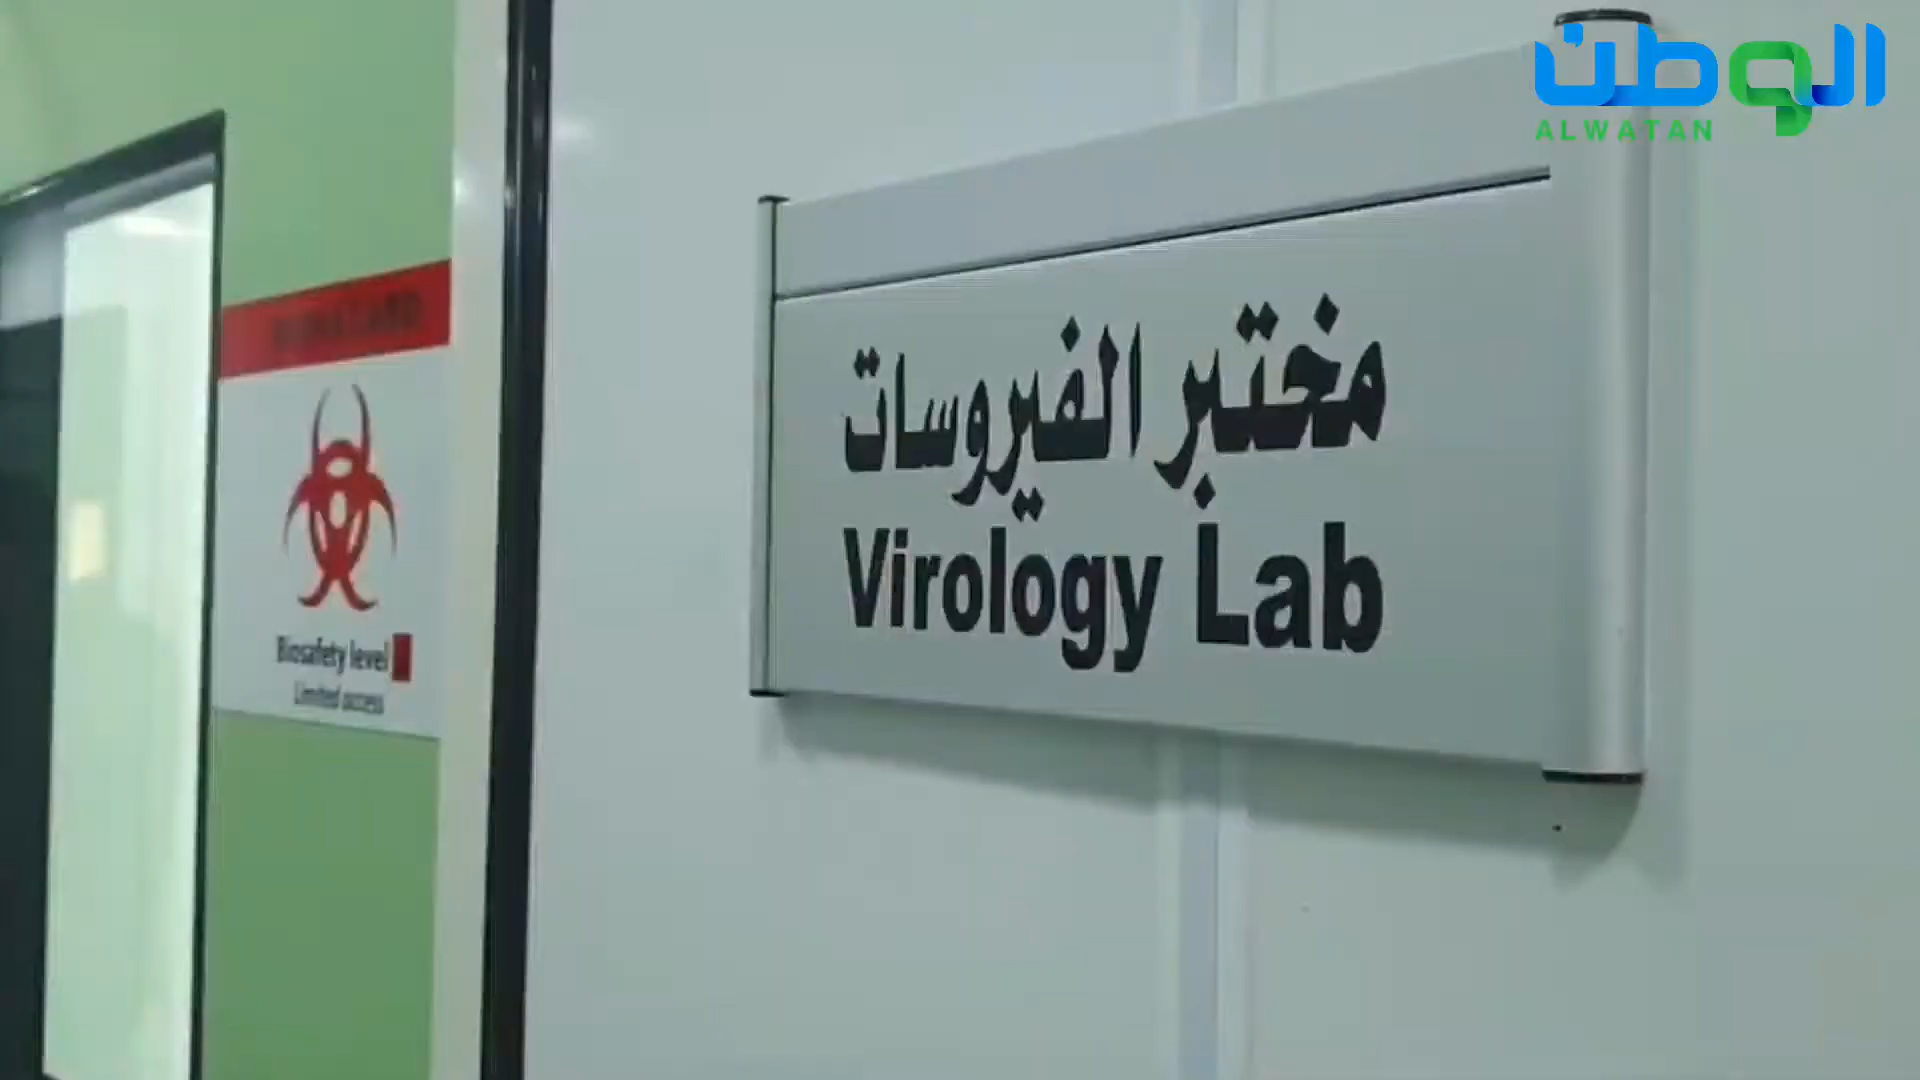 الوطن
ALWATAN
مختبر الفيروسات
Virology Lab
Biosafety level
Limited access